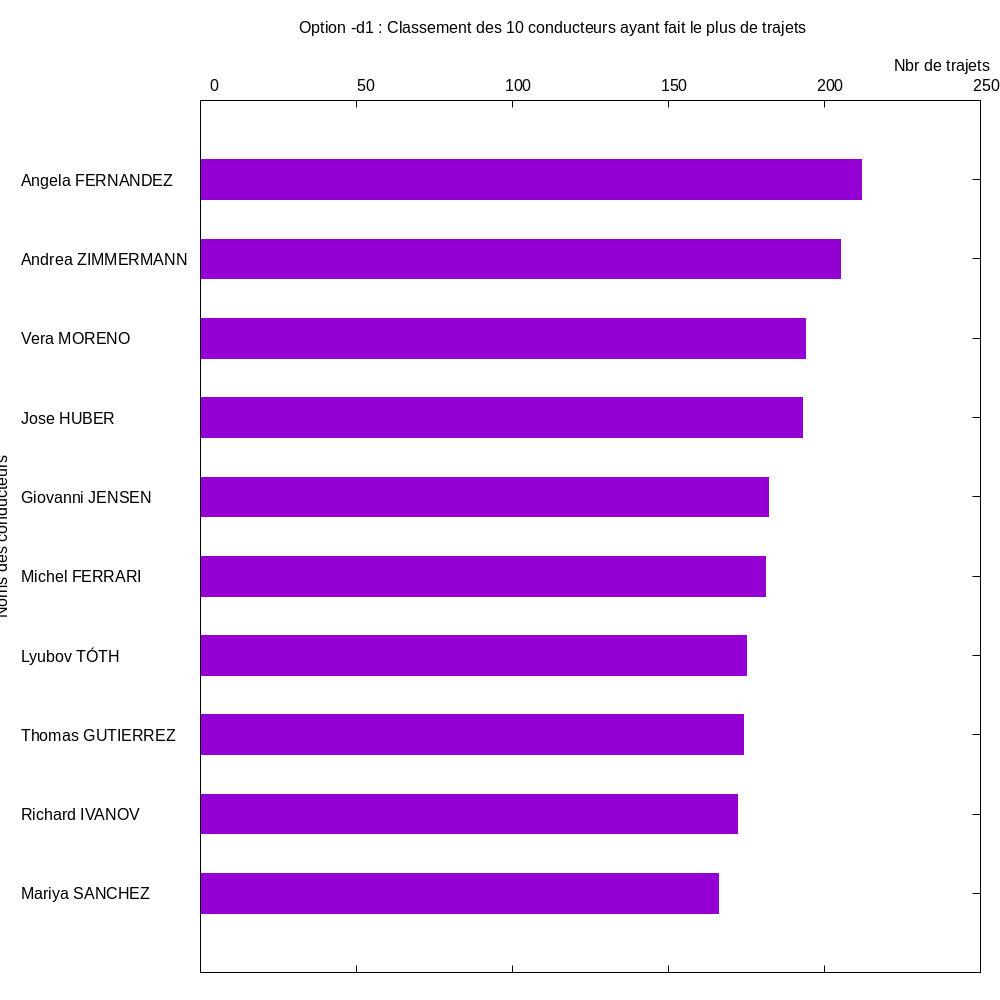 Option -d1 : Classement des 10 conducteurs ayant fait le plus de trajets
Nbr de trajets
0 50 100 150 200 250
Angela FERNANDEZ
Andrea ZIMMERMANN
Vera MORENO
Jose HUBER
Giovanni JENSEN
Michel FERRARI
Lyubov TÓTH
Thomas GUTIERREZ
Richard IVANOV
Mariya SANCHEZ
Noms des conducteurs